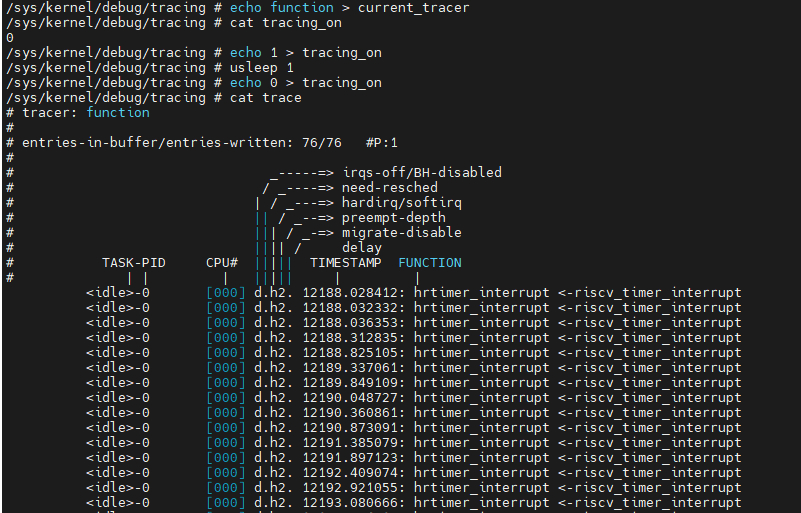 /sys/kernel/debug/tracing # echo function > current_tracer
/sys/kernel/debug/tracing # cat tracing_on
0
/sys/kernel/debug/tracing # echo 1 > tracing_on
/sys/kernel/debug/tracing # usleep 1
/sys/kernel/debug/tracing # echo 0 > tracing_on
/sys/kernel/debug/tracing # cat trace
# tracer: function
#
# entries-in-buffer/entries-written: 76/76   #P:1
#
#                                _-----=> irqs-off/BH-disabled
#                               / _----=> need-resched
#                              | / _---=> hardirq/softirq
#                              || / _--=> preempt-depth
#                              ||| / _-=> migrate-disable
#                              |||| /     delay
#           TASK-PID     CPU#  |||||  TIMESTAMP  FUNCTION
#              | |         |   |||||     |         |
          <idle>-0       [000] d.h2. 12188.028412: hrtimer_interrupt <-riscv_timer_interrupt
          <idle>-0       [000] d.h2. 12188.032332: hrtimer_interrupt <-riscv_timer_interrupt
          <idle>-0       [000] d.h2. 12188.036353: hrtimer_interrupt <-riscv_timer_interrupt
          <idle>-0       [000] d.h2. 12188.312835: hrtimer_interrupt <-riscv_timer_interrupt
          <idle>-0       [000] d.h2. 12188.825105: hrtimer_interrupt <-riscv_timer_interrupt
          <idle>-0       [000] d.h2. 12189.337061: hrtimer_interrupt <-riscv_timer_interrupt
          <idle>-0       [000] d.h2. 12189.849109: hrtimer_interrupt <-riscv_timer_interrupt
          <idle>-0       [000] d.h2. 12190.048727: hrtimer_interrupt <-riscv_timer_interrupt
          <idle>-0       [000] d.h2. 12190.360861: hrtimer_interrupt <-riscv_timer_interrupt
          <idle>-0       [000] d.h2. 12190.873091: hrtimer_interrupt <-riscv_timer_interrupt
          <idle>-0       [000] d.h2. 12191.385079: hrtimer_interrupt <-riscv_timer_interrupt
          <idle>-0       [000] d.h2. 12191.897123: hrtimer_interrupt <-riscv_timer_interrupt
          <idle>-0       [000] d.h2. 12192.409074: hrtimer_interrupt <-riscv_timer_interrupt
          <idle>-0       [000] d.h2. 12192.921055: hrtimer_interrupt <-riscv_timer_interrupt
          <idle>-0       [000] d.h2. 12193.080666: hrtimer_interrupt <-riscv_timer_interrupt